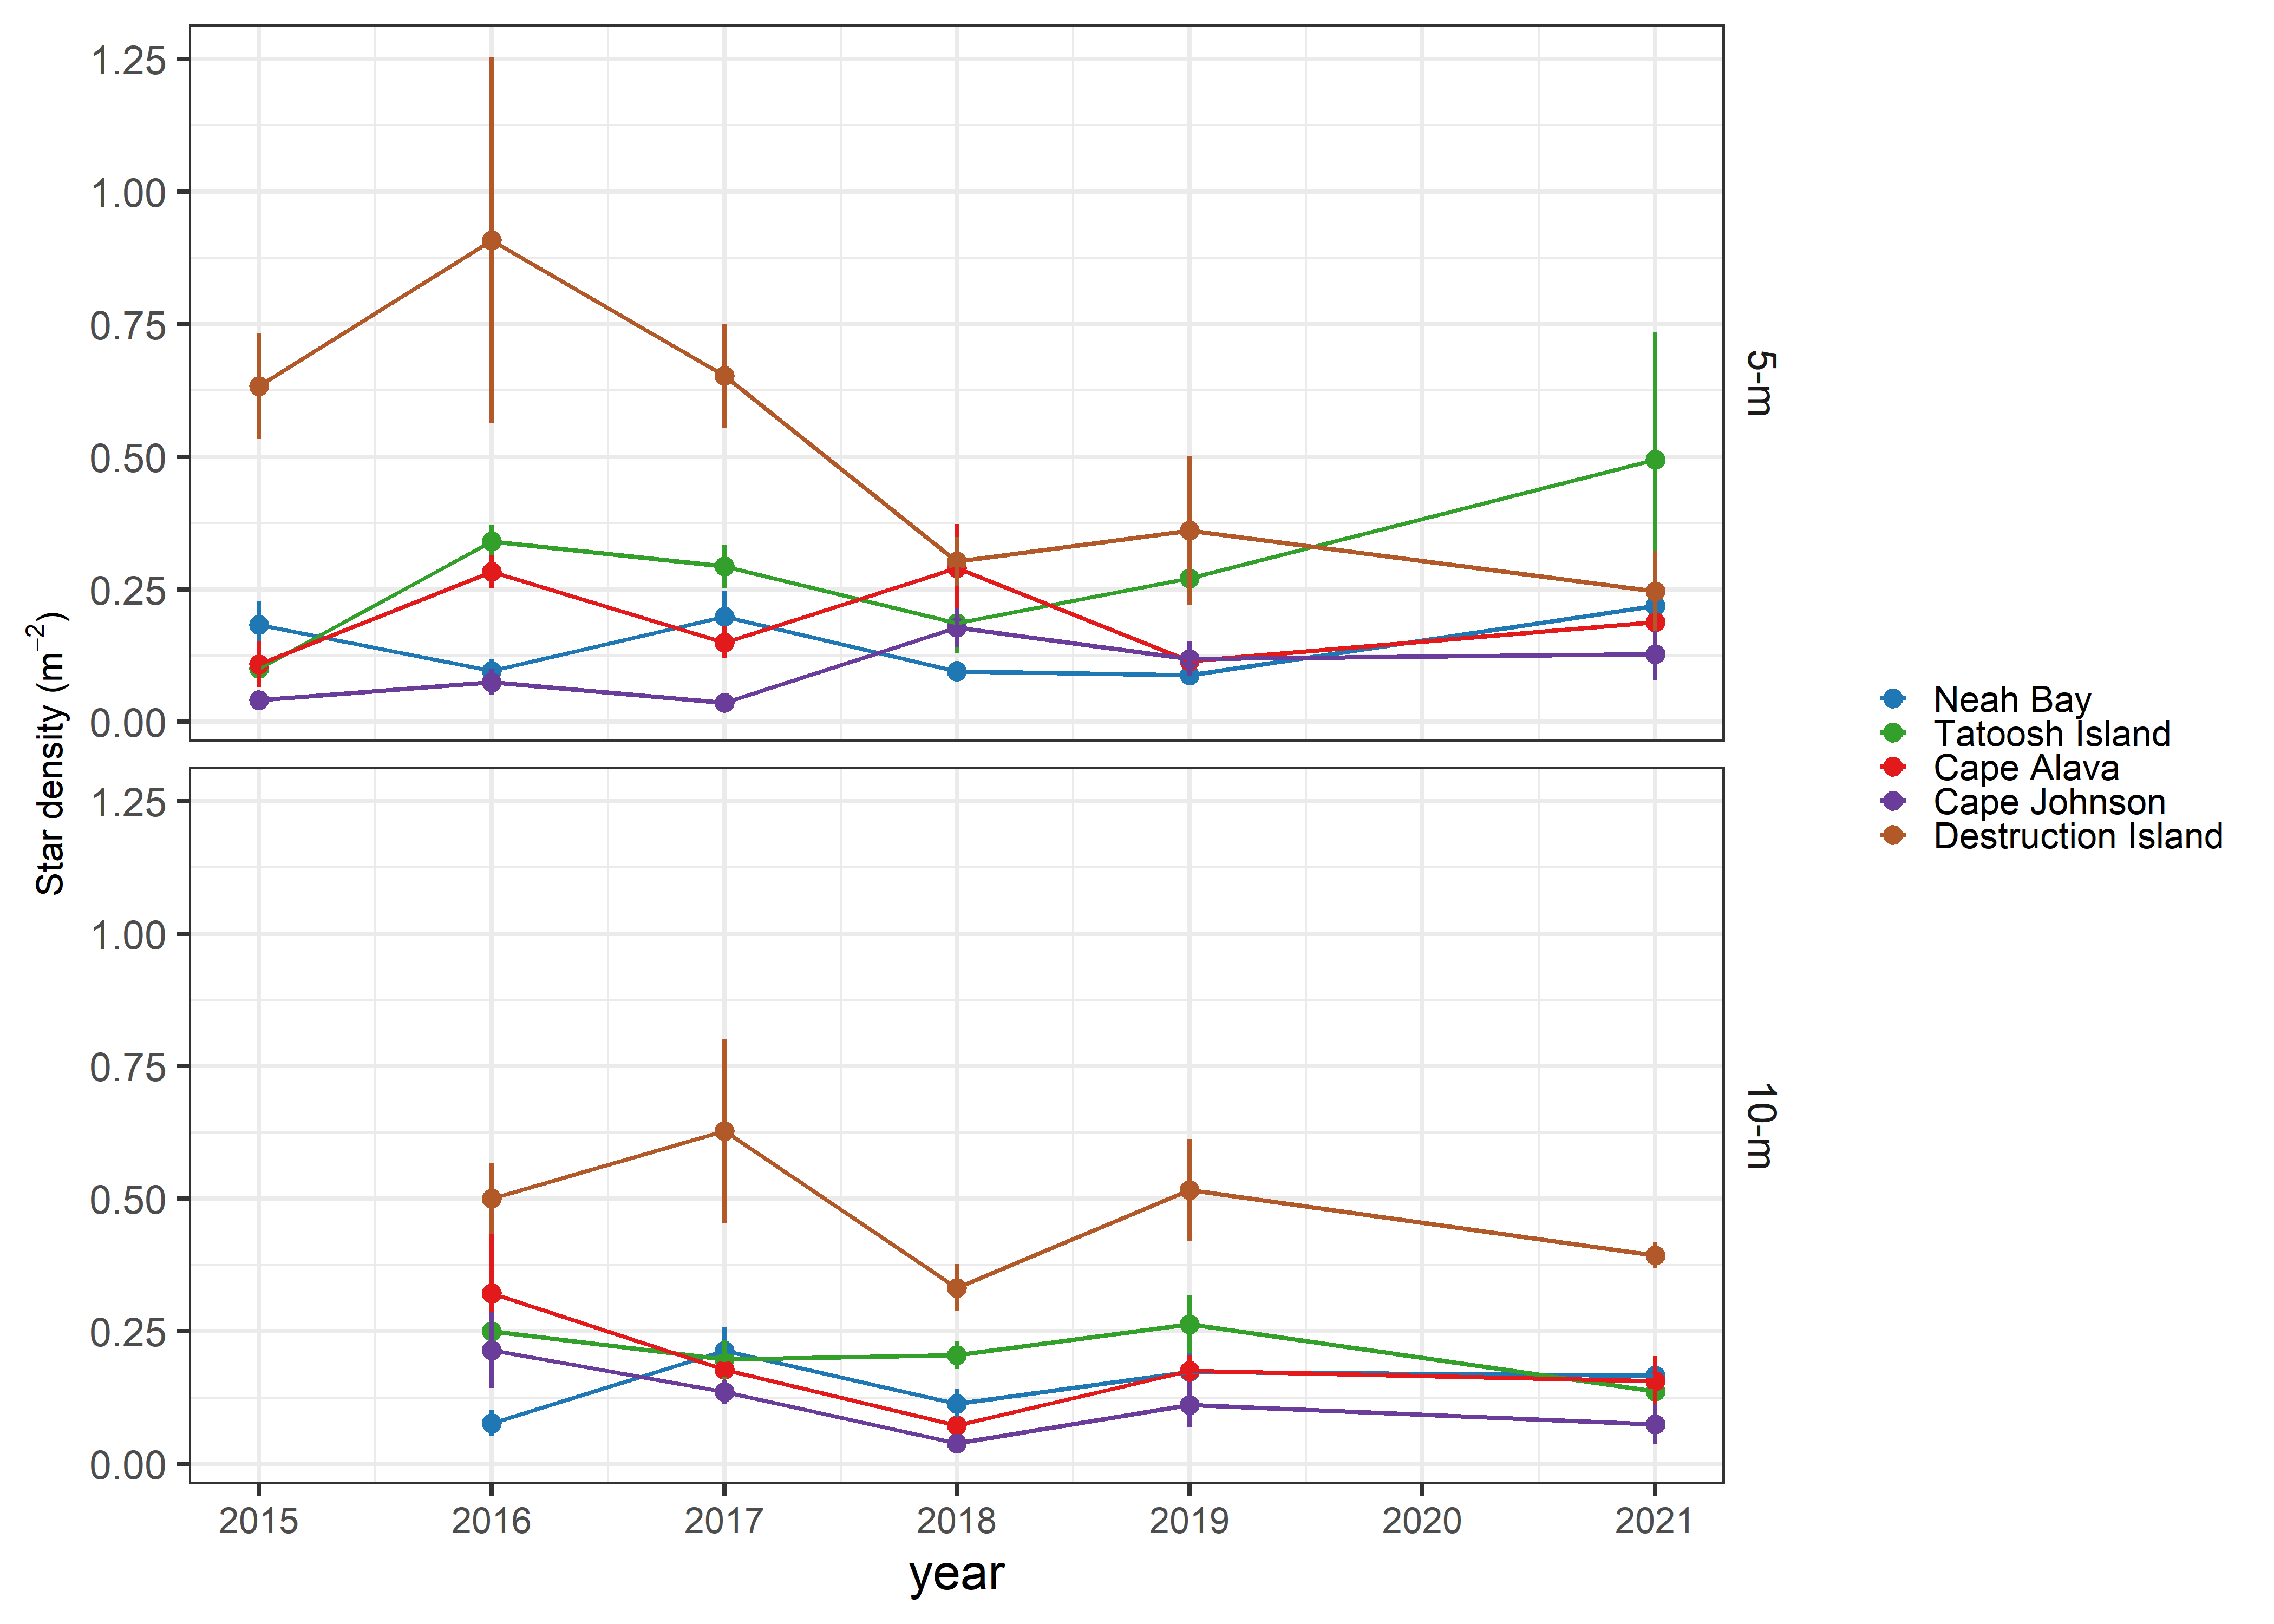 Star density (m⁻²)
1.25
1.00
0.75
0.50
0.25
0.00
5-m
1.25
1.00
0.75
0.50
0.25
0.00
10-m
2015 2016 2017 2018 2019 2020 2021
year
Neah Bay
Tatoosh Island
Cape Alava
Cape Johnson
Destruction Island